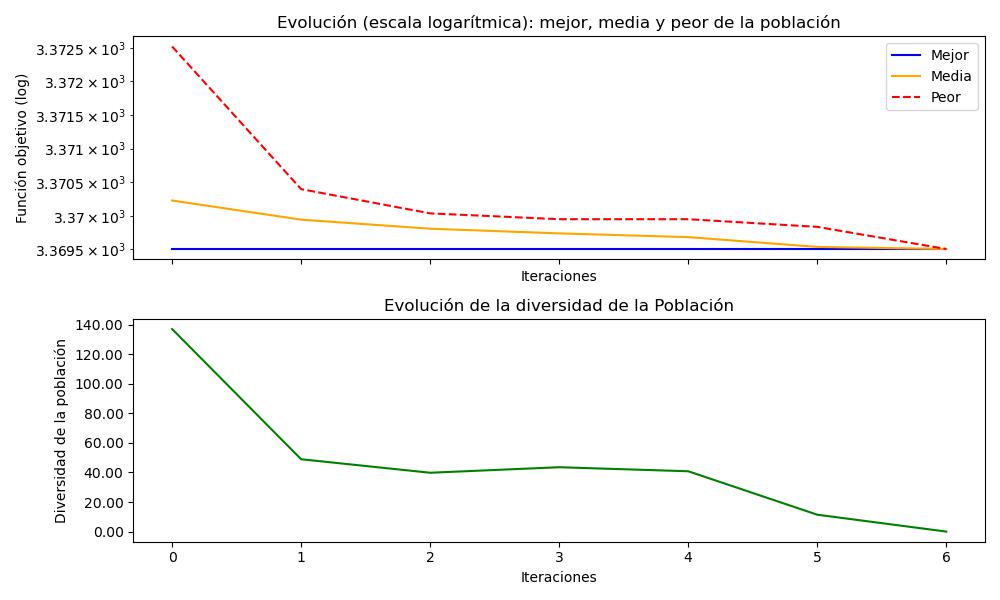 Evolución (escala logarítmica): mejor, media y peor de la población
Función objetivo (log)
3.3725 × 10³
3.372 × 10³
3.3715 × 10³
3.371 × 10³
3.3705 × 10³
3.37 × 10³
3.3695 × 10³
Mejor
Media
Peor
Iteraciones
Evolución de la diversidad de la Población
Diversidad de la población
140.00
120.00
100.00
80.00
60.00
40.00
20.00
0.00
0 1 2 3 4 5 6
Iteraciones